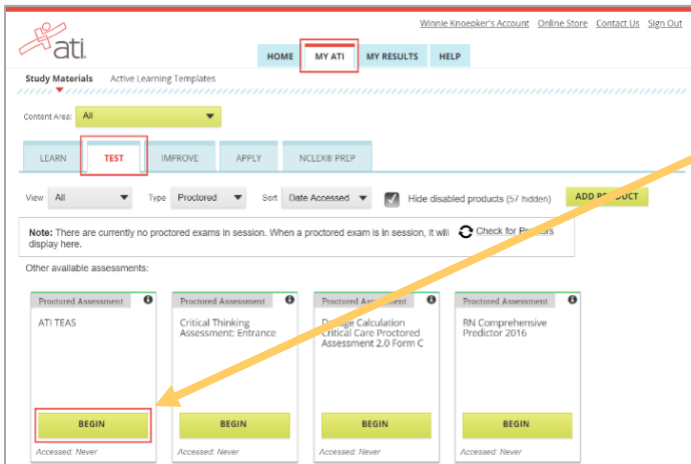 Winnie Knoepker's Account Online Store Contact Us Sign Out
ati
HOME MY ATI MY RESULTS HELP
Study Materials Active Learning Templates
Content Area: All
LEARN TEST IMPROVE APPLY NCLEX® PREP
View All Type Proctored Sort Date Accessed Hide disabled products (57 hidden) ADD PRODUCT
Note: There are currently no proctored exams in session. When a proctored exam is in session, it will Check for Proctors
display here.
Other available assessments:
Proctored Assessment Proctored Assessment Proctored Assessment Proctored Assessment
ATI TEAS Critical Thinking Dosage Calculation RN Comprehensive
Assessment: Entrance Critical Care Proctored Predictor 2016
Assessment 2.0 Form C
BEGIN BEGIN BEGIN BEGIN
Accessed: Never Accessed: Never Accessed: Never Accessed: Never